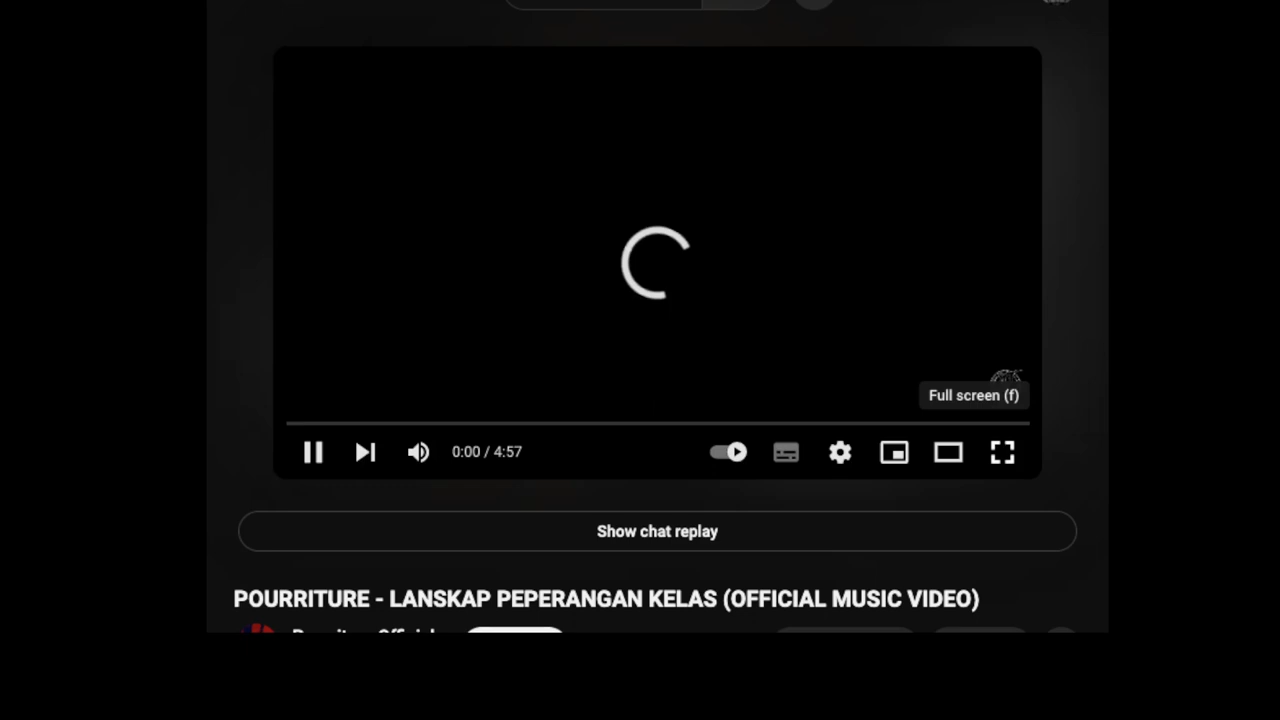 Full screen (f)
0:00 / 4:57
Show chat replay
POURRITURE - LANSKAP PEPERANGAN KELAS (OFFICIAL MUSIC VIDEO)